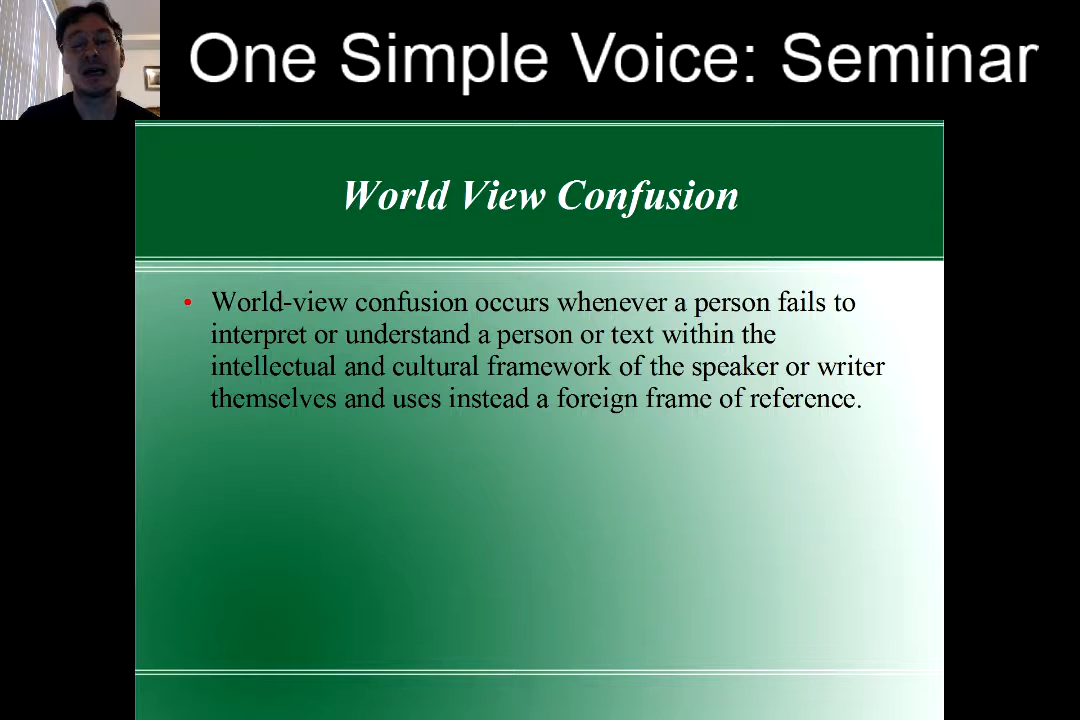 One Simple Voice: Seminar
World View Confusion
• World-view confusion occurs whenever a person fails to
interpret or understand a person or text within the
intellectual and cultural framework of the speaker or writer
themselves and uses instead a foreign frame of reference.